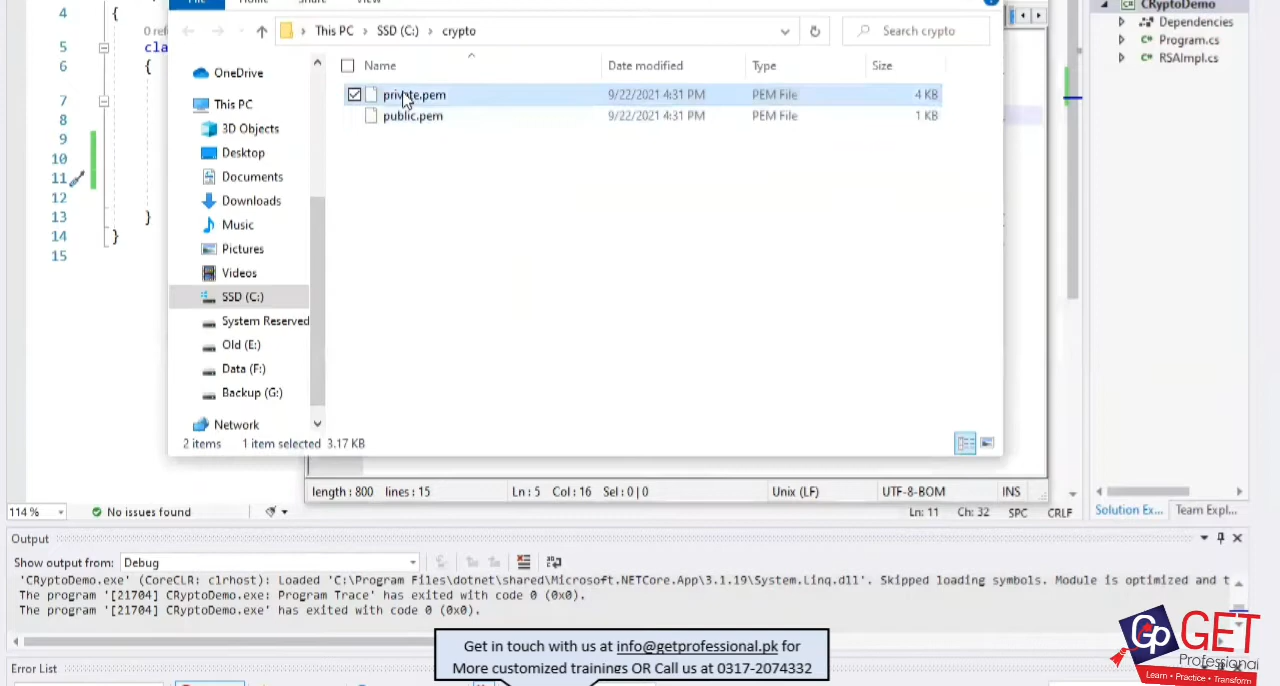 File Home Share View
This PC > SSD (C:) > crypto
Search crypto
Name Date modified Type Size
private.pem 9/22/2021 4:31 PM PEM File 4 KB
public.pem 9/22/2021 4:31 PM PEM File 1 KB
OneDrive
This PC
3D Objects
Desktop
Documents
Downloads
Music
Pictures
Videos
SSD (C:)
System Reserved
Old (E:)
Data (F:)
Backup (G:)
Network
2 items 1 item selected 3.17 KB
4 {
0 ref
5 cla
6 {
7
8
9
10
11
12
13 }
14 }
15
CRyptoDemo
Dependencies
Program.cs
RSAImpl.cs
length : 800 lines : 15 Ln : 5 Col : 16 Sel : 0 | 0 Unix (LF) UTF-8-BOM INS
114 % No issues found Ln: 11 Ch: 32 SPC CRLF
Solution Ex... Team Expl...
Output
Show output from: Debug
'CRyptoDemo.exe' (CoreCLR: clrhost): Loaded 'C:\Program Files\dotnet\shared\Microsoft.NETCore.App\3.1.19\System.Linq.dll'. Skipped loading symbols. Module is optimized and t
The program '[21704] CRyptoDemo.exe: Program Trace' has exited with code 0 (0x0).
The program '[21704] CRyptoDemo.exe' has exited with code 0 (0x0).
Error List
Get in touch with us at info@getprofessional.pk for
More customized trainings OR Call us at 0317-2074332
Gp GET
Professional
Learn • Practice • Transform